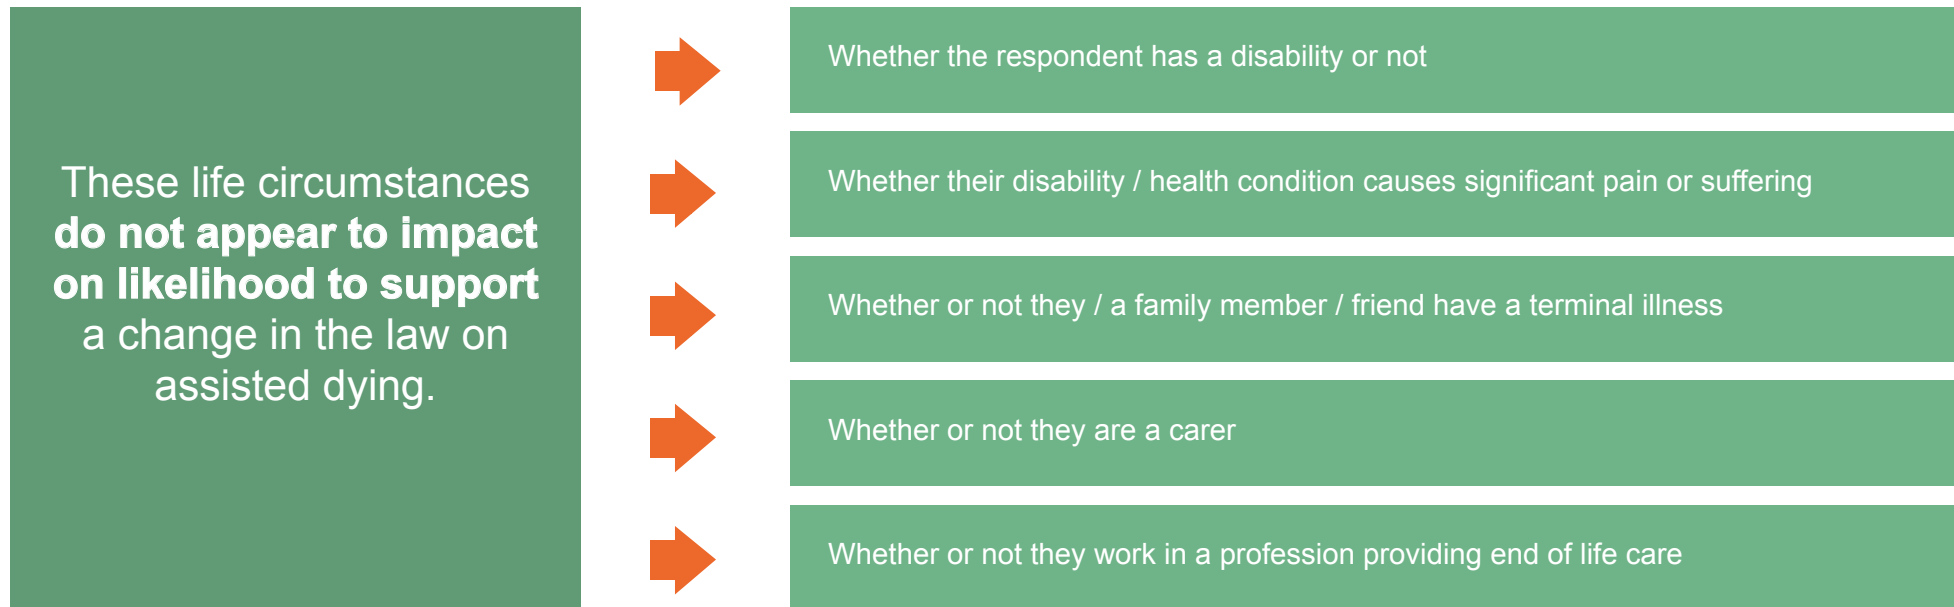 These life circumstances
do not appear to impact
on likelihood to support
a change in the law on
assisted dying.
Whether the respondent has a disability or not
Whether their disability / health condition causes significant pain or suffering
Whether or not they / a family member / friend have a terminal illness
Whether or not they are a carer
Whether or not they work in a profession providing end of life care